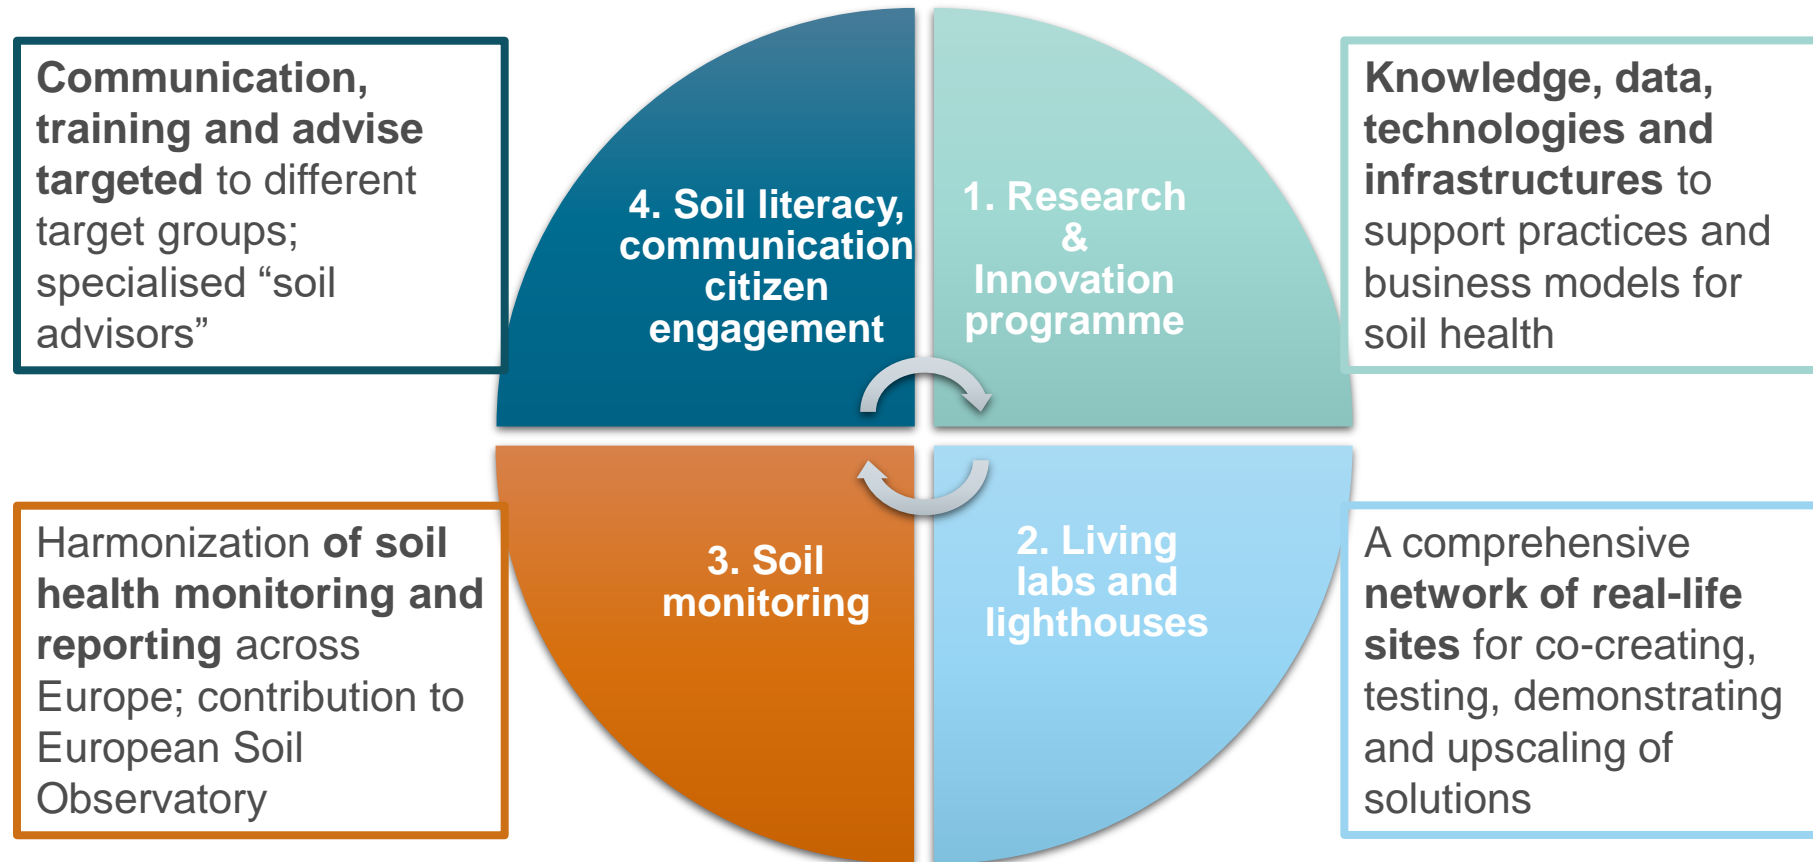 Communication,
training and advise
targeted to different
target groups;
specialised “soil
advisors”
4. Soil literacy,
communication
citizen
engagement
1. Research
&
Innovation
programme
Knowledge, data,
technologies and
infrastructures to
support practices and
business models for
soil health
Harmonization of soil
health monitoring and
reporting across
Europe; contribution to
European Soil
Observatory
3. Soil
monitoring
2. Living
labs and
lighthouses
A comprehensive
network of real-life
sites for co-creating,
testing, demonstrating
and upscaling of
solutions